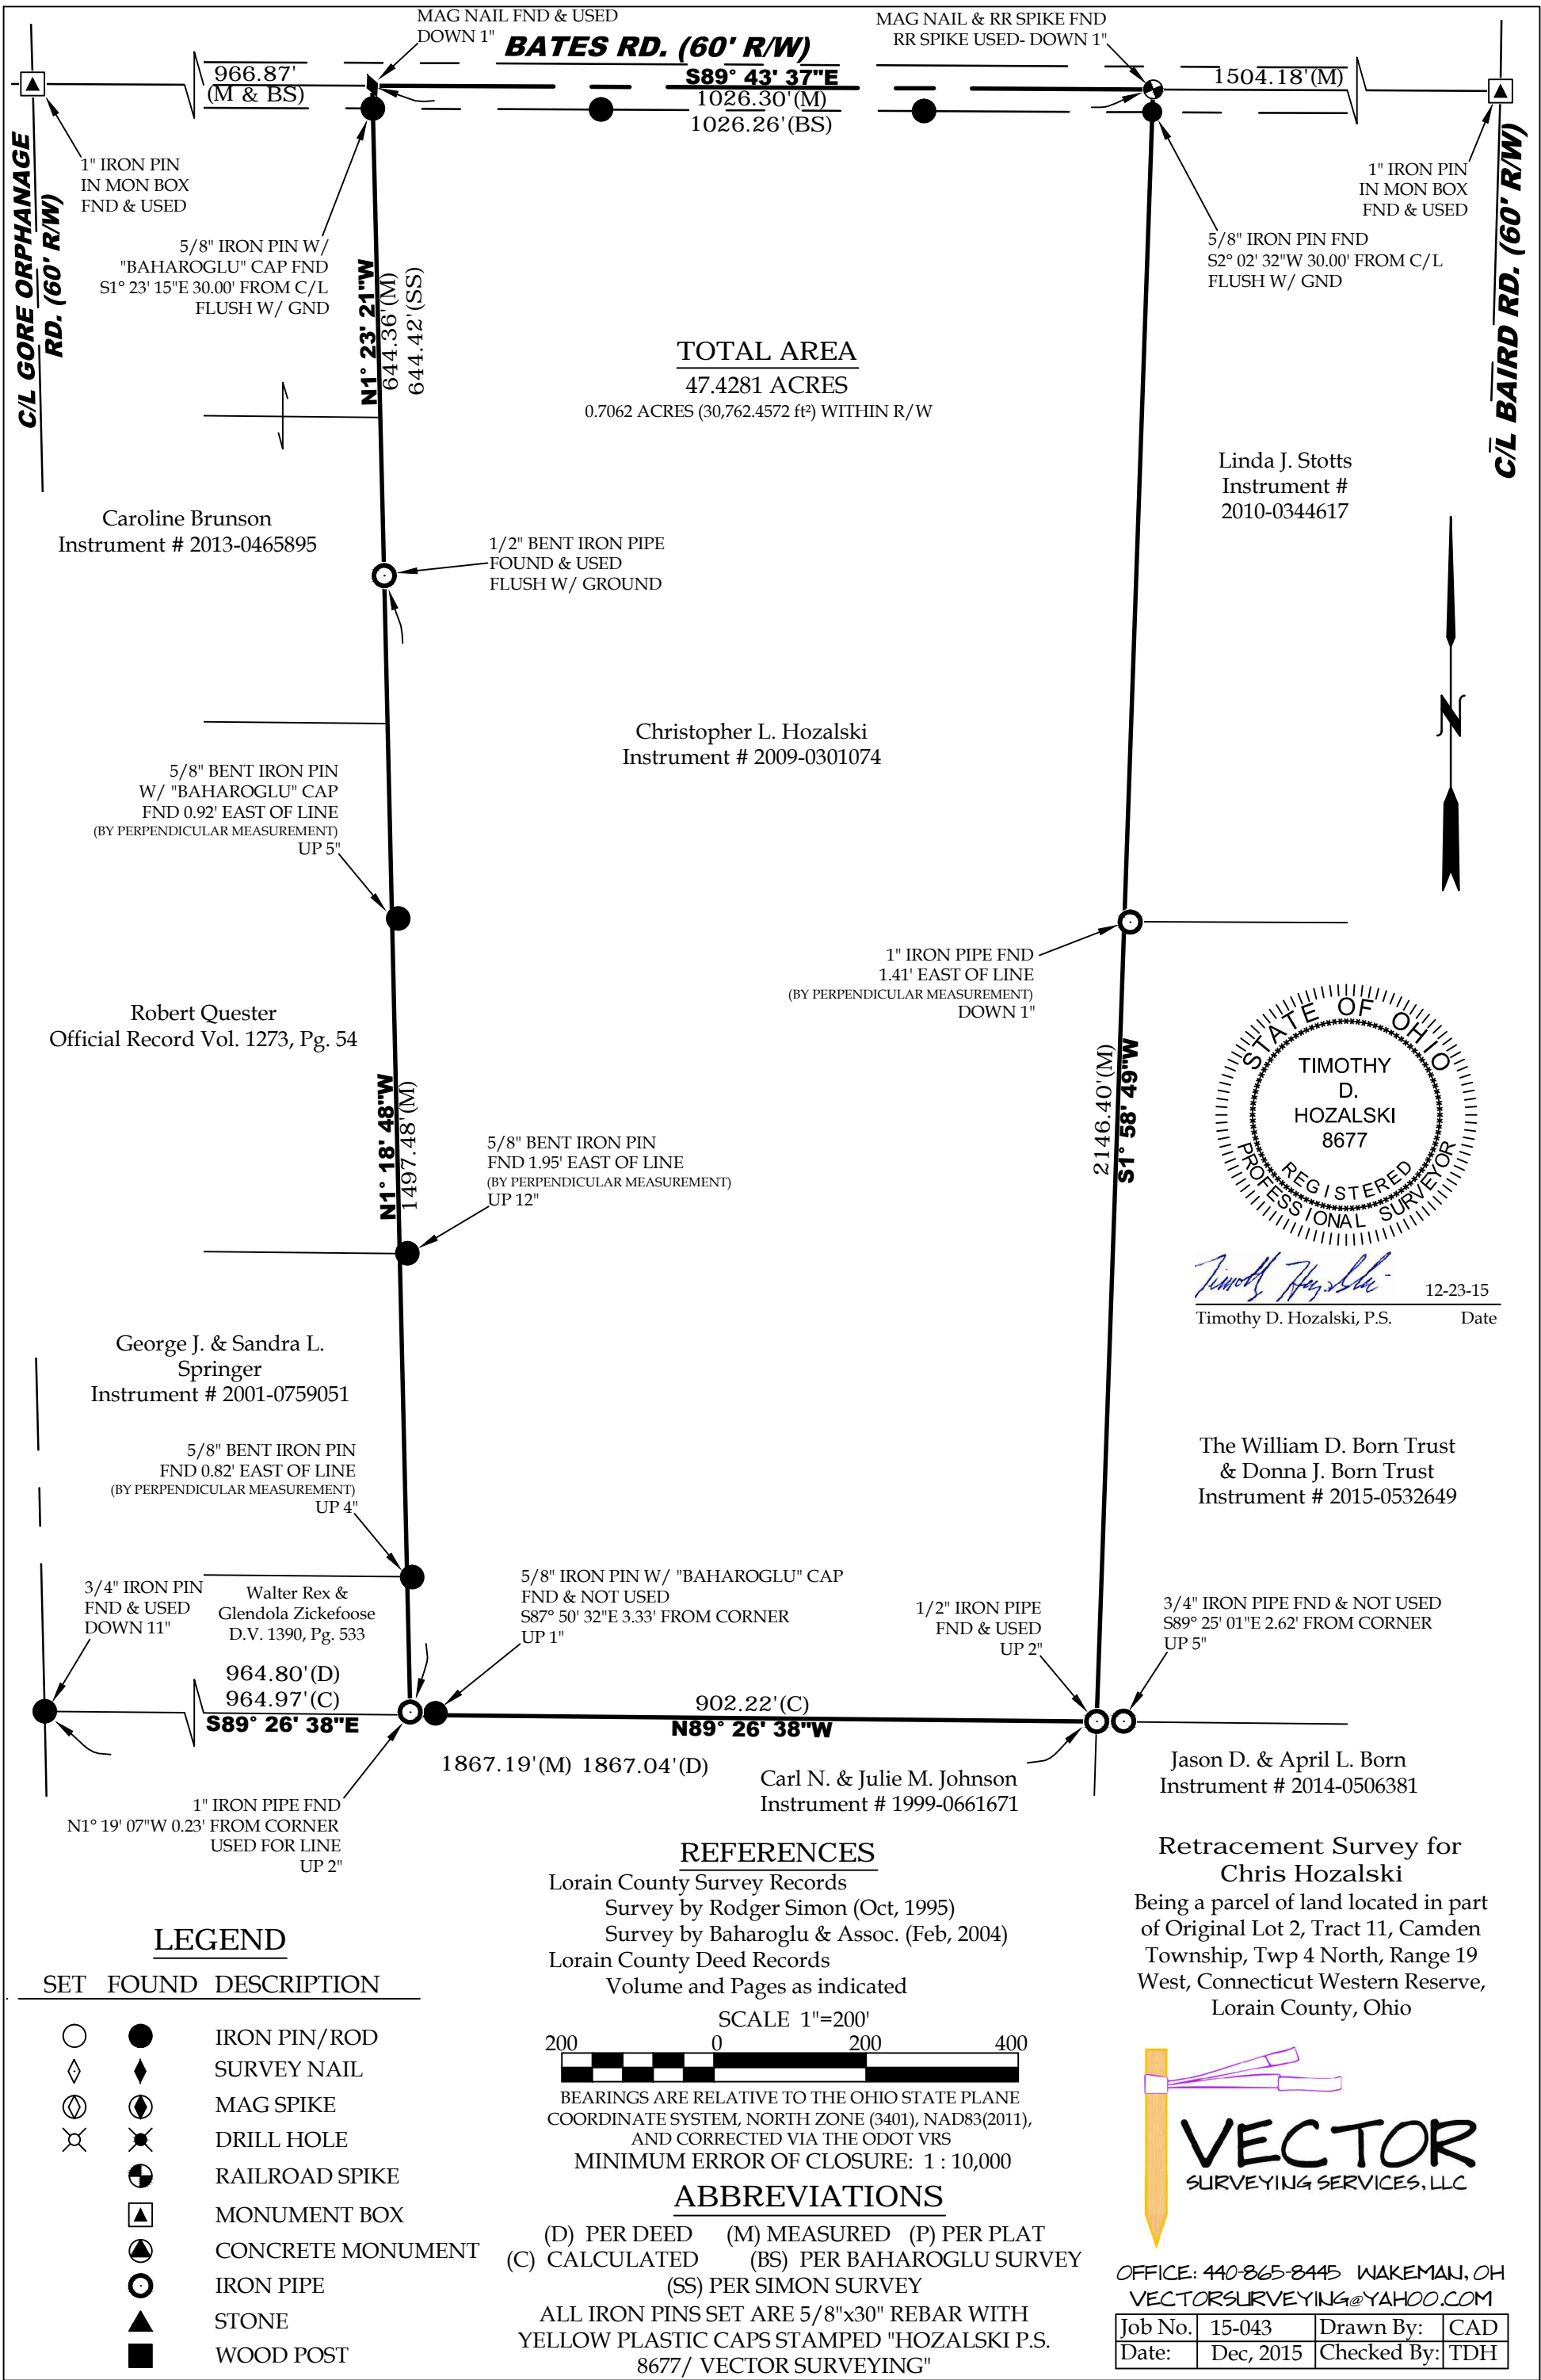 MAG NAIL FND & USED
DOWN 1"
BATES RD. (60' R/W)
MAG NAIL & RR SPIKE FND
RR SPIKE USED- DOWN 1"
966.87'
(M & BS)
S89° 43' 37"E
1026.30'(M)
1026.26'(BS)
1504.18'(M)
C/L GORE ORPHANAGE
RD. (60' R/W)
1" IRON PIN
IN MON BOX
FND & USED
1" IRON PIN
IN MON BOX
FND & USED
C/L BAIRD RD. (60' R/W)
5/8" IRON PIN W/
"BAHAROGLU" CAP FND
S1° 23' 15"E 30.00' FROM C/L
FLUSH W/ GND
N1° 23' 21"W
644.36'(M)
644.42'(SS)
5/8" IRON PIN FND
S2° 02' 32"W 30.00' FROM C/L
FLUSH W/ GND
TOTAL AREA
47.4281 ACRES
0.7062 ACRES (30,762.4572 ft²) WITHIN R/W
Linda J. Stotts
Instrument #
2010-0344617
Caroline Brunson
Instrument # 2013-0465895
1/2" BENT IRON PIPE
FOUND & USED
FLUSH W/ GROUND
N
Christopher L. Hozalski
Instrument # 2009-0301074
5/8" BENT IRON PIN
W/ "BAHAROGLU" CAP
FND 0.92' EAST OF LINE
(BY PERPENDICULAR MEASUREMENT)
UP 5"
1" IRON PIPE FND
1.41' EAST OF LINE
(BY PERPENDICULAR MEASUREMENT)
DOWN 1"
Robert Quester
Official Record Vol. 1273, Pg. 54
STATE OF OHIO
TIMOTHY
D.
HOZALSKI
8677
REGISTERED
PROFESSIONAL SURVEYOR
N1° 18' 48"W
1497.48'(M)
2146.40'(M)
S1° 58' 49"W
5/8" BENT IRON PIN
FND 1.95' EAST OF LINE
(BY PERPENDICULAR MEASUREMENT)
UP 12"
Timothy Hozalski
12-23-15
Timothy D. Hozalski, P.S. Date
George J. & Sandra L.
Springer
Instrument # 2001-0759051
5/8" BENT IRON PIN
FND 0.82' EAST OF LINE
(BY PERPENDICULAR MEASUREMENT)
UP 4"
The William D. Born Trust
& Donna J. Born Trust
Instrument # 2015-0532649
3/4" IRON PIN
FND & USED
DOWN 11"
Walter Rex &
Glendola Zickefoose
D.V. 1390, Pg. 533
5/8" IRON PIN W/ "BAHAROGLU" CAP
FND & NOT USED
S87° 50' 32"E 3.33' FROM CORNER
UP 1"
1/2" IRON PIPE
FND & USED
UP 2"
3/4" IRON PIPE FND & NOT USED
S89° 25' 01"E 2.62' FROM CORNER
UP 5"
964.80'(D)
964.97'(C)
S89° 26' 38"E
902.22'(C)
N89° 26' 38"W
1867.19'(M) 1867.04'(D)
Carl N. & Julie M. Johnson
Instrument # 1999-0661671
Jason D. & April L. Born
Instrument # 2014-0506381
1" IRON PIPE FND
N1° 19' 07"W 0.23' FROM CORNER
USED FOR LINE
UP 2"
REFERENCES
Lorain County Survey Records
Survey by Rodger Simon (Oct, 1995)
Survey by Baharoglu & Assoc. (Feb, 2004)
Lorain County Deed Records
Volume and Pages as indicated
Retracement Survey for
Chris Hozalski
Being a parcel of land located in part
of Original Lot 2, Tract 11, Camden
Township, Twp 4 North, Range 19
West, Connecticut Western Reserve,
Lorain County, Ohio
LEGEND
SET FOUND DESCRIPTION
IRON PIN/ROD
SURVEY NAIL
MAG SPIKE
DRILL HOLE
RAILROAD SPIKE
MONUMENT BOX
CONCRETE MONUMENT
IRON PIPE
STONE
WOOD POST
SCALE 1"=200'
200 0 200 400
BEARINGS ARE RELATIVE TO THE OHIO STATE PLANE
COORDINATE SYSTEM, NORTH ZONE (3401), NAD83(2011),
AND CORRECTED VIA THE ODOT VRS
MINIMUM ERROR OF CLOSURE: 1 : 10,000
ABBREVIATIONS
(D) PER DEED (M) MEASURED (P) PER PLAT
(C) CALCULATED (BS) PER BAHAROGLU SURVEY
(SS) PER SIMON SURVEY
ALL IRON PINS SET ARE 5/8"x30" REBAR WITH
YELLOW PLASTIC CAPS STAMPED "HOZALSKI P.S.
8677/ VECTOR SURVEYING"
VECTOR
SURVEYING SERVICES, LLC
OFFICE: 440-865-8445 WAKEMAN, OH
VECTORSURVEYING@YAHOO.COM
Job No. 15-043 Drawn By: CAD
Date: Dec, 2015 Checked By: TDH